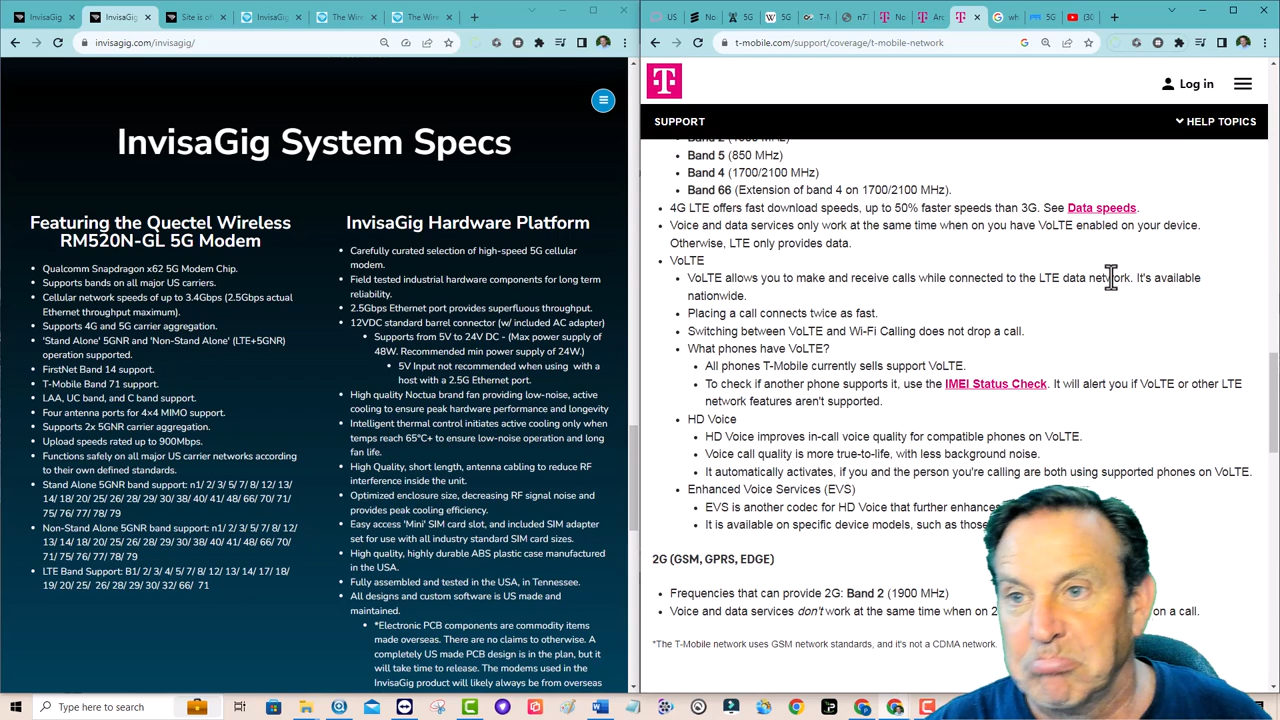 InvisaGig
InvisaGig
Site is of
InvisaGig
The Wire
The Wire
invisagig.com/invisagig/
InvisaGig System Specs
Featuring the Quectel Wireless
RM520N-GL 5G Modem
Qualcomm Snapdragon x62 5G Modem Chip.
Supports bands on all major US carriers.
Cellular network speeds of up to 3.4Gbps (2.5Gbps actual
Ethernet throughput maximum).
Supports 4G and 5G carrier aggregation.
'Stand Alone' 5GNR and 'Non-Stand Alone' (LTE+5GNR)
operation supported.
FirstNet Band 14 support.
T-Mobile Band 71 support.
LAA, UC band, and C band support.
Four antenna ports for 4×4 MIMO support.
Supports 2x 5GNR carrier aggregation.
Upload speeds rated up to 900Mbps.
Functions safely on all major US carrier networks according
to their own defined standards.
Stand Alone 5GNR band support: n1/ 2/ 3/ 5/ 7/ 8/ 12/ 13/
14/ 18/ 20/ 25/ 26/ 28/ 29/ 30/ 38/ 40/ 41/ 48/ 66/ 70/ 71/
75/ 76/ 77/ 78/ 79
Non-Stand Alone 5GNR band support: n1/ 2/ 3/ 5/ 7/ 8/ 12/
13/ 14/ 18/ 20/ 25/ 26/ 28/ 29/ 30/ 38/ 40/ 41/ 48/ 66/ 70/
71/ 75/ 76/ 77/ 78/ 79
LTE Band Support: B1/ 2/ 3/ 4/ 5/ 7/ 8/ 12/ 13/ 14/ 17/ 18/
19/ 20/ 25/ 26/ 28/ 29/ 30/ 32/ 66/ 71
InvisaGig Hardware Platform
Carefully curated selection of high-speed 5G cellular
modem.
Field tested industrial hardware components for long term
reliability.
2.5Gbps Ethernet port provides superfluous throughput.
12VDC standard barrel connector (w/ included AC adapter)
Supports from 5V to 24V DC - (Max power supply of
48W. Recommended min power supply of 24W.)
5V Input not recommended when using with a
host with a 2.5G Ethernet port.
High quality Noctua brand fan providing low-noise, active
cooling to ensure peak hardware performance and longevity
Intelligent thermal control initiates active cooling only when
temps reach 65°C+ to ensure low-noise operation and long
fan life.
High Quality, short length, antenna cabling to reduce RF
interference inside the unit.
Optimized enclosure size, decreasing RF signal noise and
provides peak cooling efficiency.
Easy access 'Mini' SIM card slot, and included SIM adapter
set for use with all industry standard SIM card sizes.
High quality, highly durable ABS plastic case manufactured
in the USA.
Fully assembled and tested in the USA, in Tennessee.
All designs and custom software is US made and
maintained.
*Electronic PCB components are commodity items
made overseas. There are no claims to otherwise. A
completely US made PCB design is in the plan, but it
will take time to release. The modems used in the
InvisaGig product will likely always be from overseas
US
No
5G
5G
T-M
n7
No
Arc
wh
5G
(30
t-mobile.com/support/coverage/t-mobile-network
Log in
SUPPORT
HELP TOPICS
Band 5 (850 MHz)
Band 4 (1700/2100 MHz)
Band 66 (Extension of band 4 on 1700/2100 MHz).
4G LTE offers fast download speeds, up to 50% faster speeds than 3G. See Data speeds.
Voice and data services only work at the same time when on you have VoLTE enabled on your device.
Otherwise, LTE only provides data.
VoLTE
VoLTE allows you to make and receive calls while connected to the LTE data network. It's available
nationwide.
Placing a call connects twice as fast.
Switching between VoLTE and Wi-Fi Calling does not drop a call.
What phones have VoLTE?
All phones T-Mobile currently sells support VoLTE.
To check if another phone supports it, use the IMEI Status Check. It will alert you if VoLTE or other LTE
network features aren't supported.
HD Voice
HD Voice improves in-call voice quality for compatible phones on VoLTE.
Voice call quality is more true-to-life, with less background noise.
It automatically activates, if you and the person you're calling are both using supported phones on VoLTE.
Enhanced Voice Services (EVS)
EVS is another codec for HD Voice that further enhances
It is available on specific device models, such as those
2G (GSM, GPRS, EDGE)
Frequencies that can provide 2G: Band 2 (1900 MHz)
Voice and data services don't work at the same time when on 2 on a call.
*The T-Mobile network uses GSM network standards, and it's not a CDMA network.
Type here to search